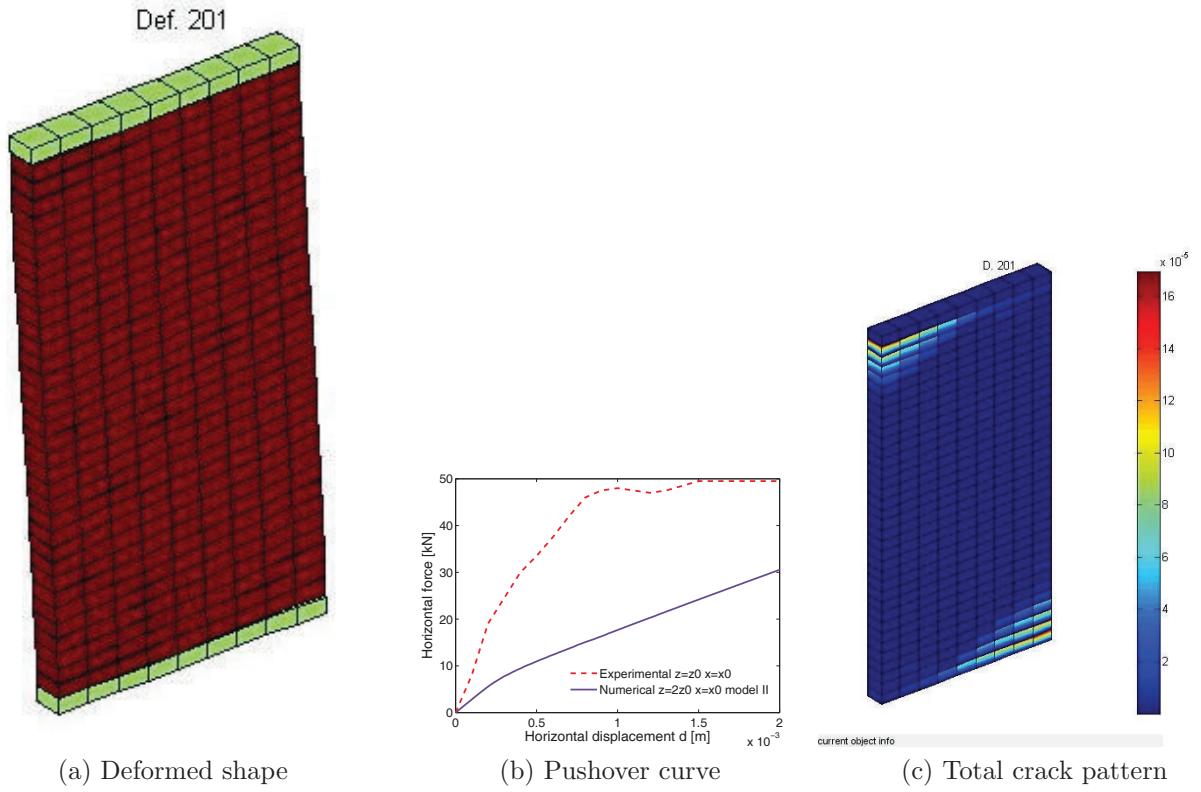 Def. 201
(a) Deformed shape
50
40
30
20
10
0
Horizontal force [kN]
Experimental z=z0 x=x0
Numerical z=2z0 x=x0 model II
0 0.5 1 1.5 2
x 10⁻³
Horizontal displacement d [m]
(b) Pushover curve
D. 201
x 10⁻⁵
16
14
12
10
8
6
4
2
current object info
(c) Total crack pattern